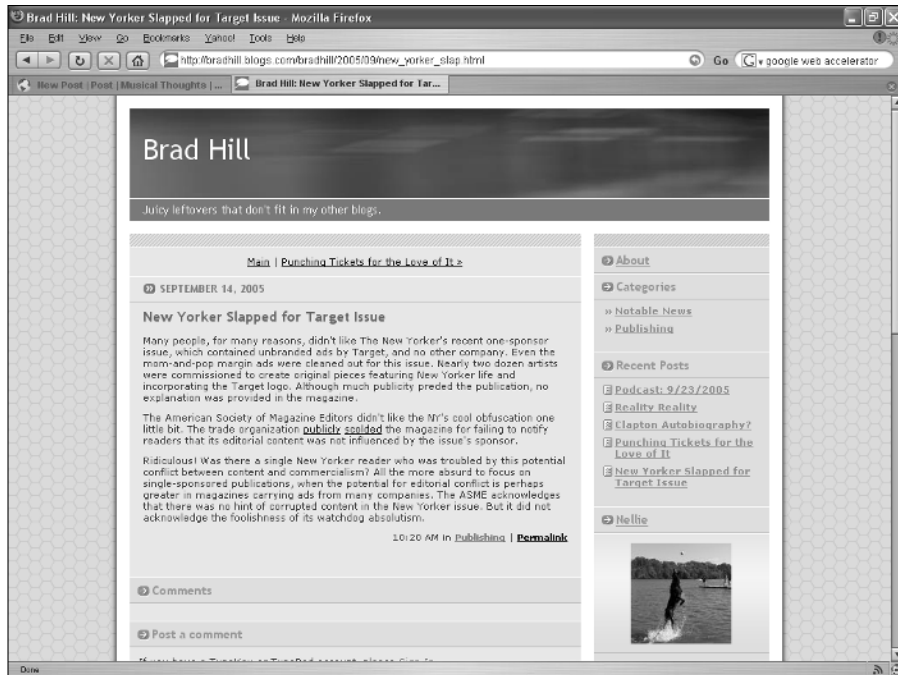 Brad Hill: New Yorker Slapped for Target Issue - Mozilla Firefox
File Edit View Go Bookmarks Yahoo! Tools Help
http://bradhill.blogs.com/bradhill/2005/09/new_yorker_slap.html
Go
google web accelerator
New Post | Post | Musical Thoughts | ...
Brad Hill: New Yorker Slapped for Tar...
Brad Hill
Juicy leftovers that don't fit in my other blogs.
Main | Punching Tickets for the Love of It »
SEPTEMBER 14, 2005
New Yorker Slapped for Target Issue
Many people, for many reasons, didn't like The New Yorker's recent one-sponsor
issue, which contained unbranded ads by Target, and no other company. Even the
mom-and-pop margin ads were cleaned out for this issue. Nearly two dozen artists
were commissioned to create original pieces featuring New Yorker life and
incorporating the Target logo. Although much publicity preded the publication, no
explanation was provided in the magazine.
The American Society of Magazine Editors didn't like the NY's cool obfuscation one
little bit. The trade organization publicly scolded the magazine for failing to notify
readers that its editorial content was not influenced by the issue's sponsor.
Ridiculous! Was there a single New Yorker reader who was troubled by this potential
conflict between content and commercialism? All the more absurd to focus on
single-sponsored publications, when the potential for editorial conflict is perhaps
greater in magazines carrying ads from many companies. The ASME acknowledges
that there was no hint of corrupted content in the New Yorker issue. But it did not
acknowledge the foolishness of its watchdog absolutism.
10:20 AM in Publishing | Permalink
Comments
Post a comment
About
Categories
» Notable News
» Publishing
Recent Posts
Podcast: 9/23/2005
Reality Reality
Clapton Autobiography?
Punching Tickets for the
Love of It
New Yorker Slapped for
Target Issue
Nellie
Done